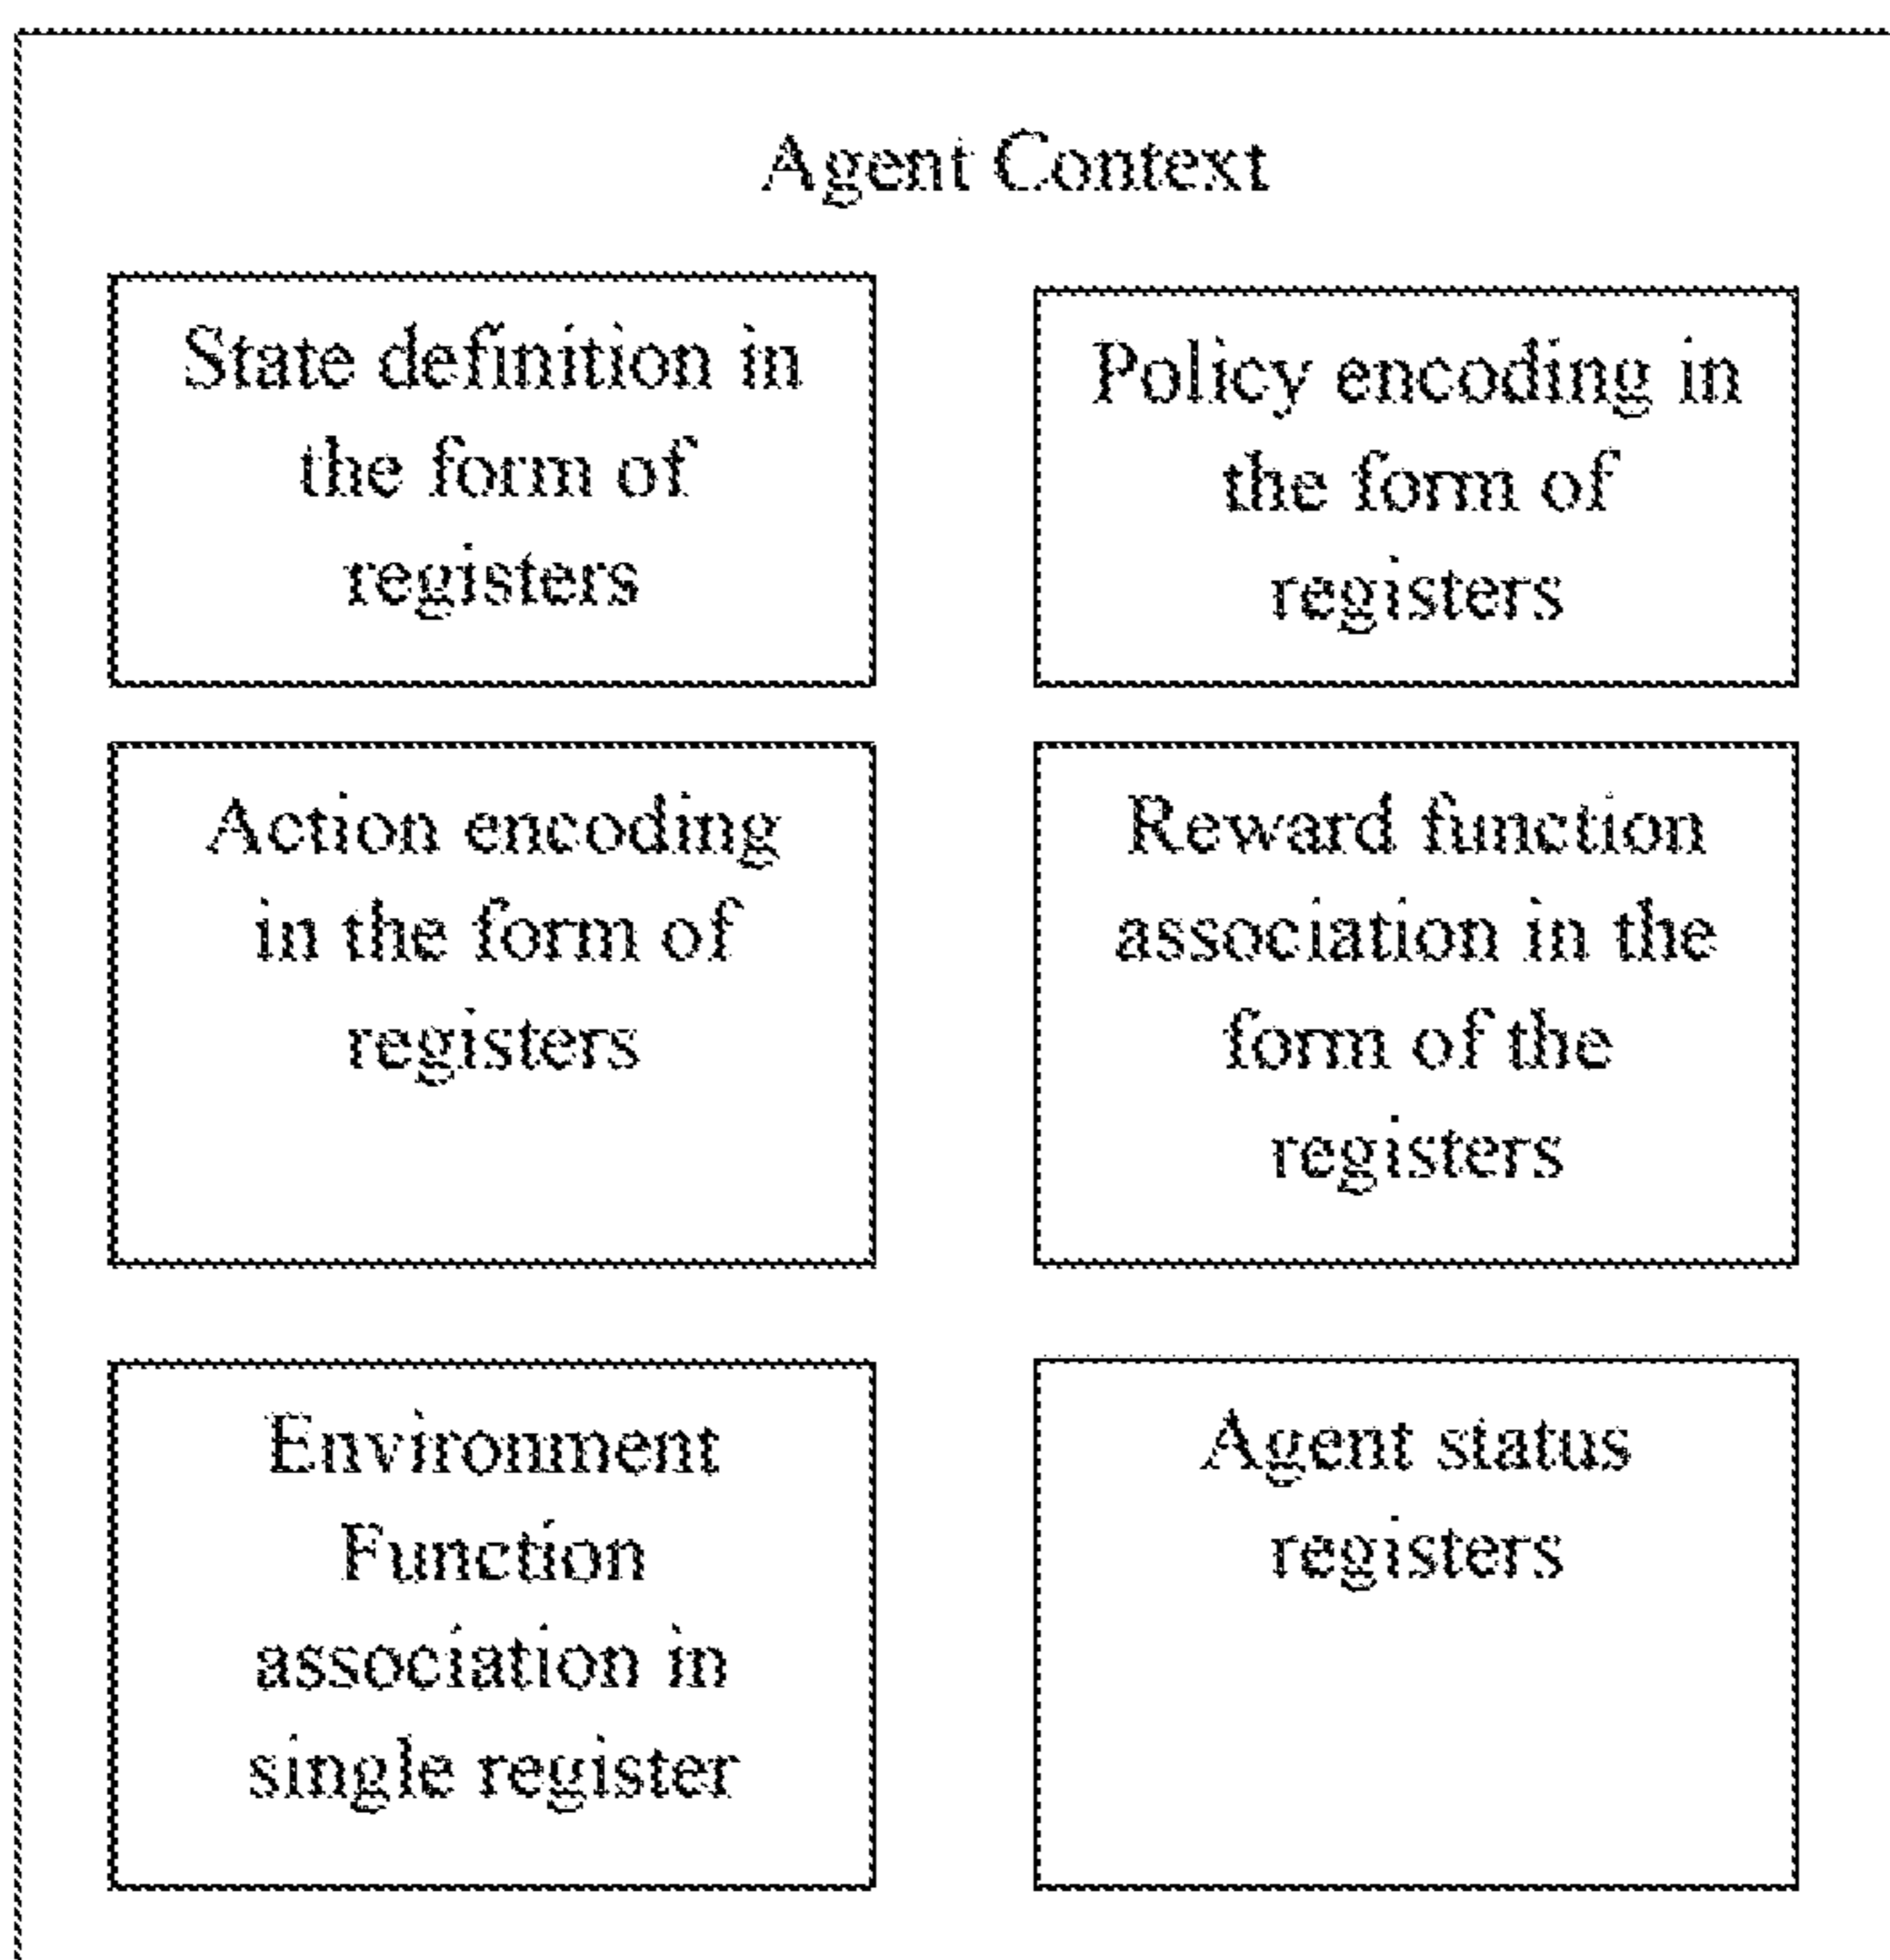 Agent Context
State definition in
the form of
registers
Policy encoding in
the form of
registers
Action encoding
in the form of
registers
Reward function
association in the
form of the
registers
Environment
Function
association in
single register
Agent status
registers